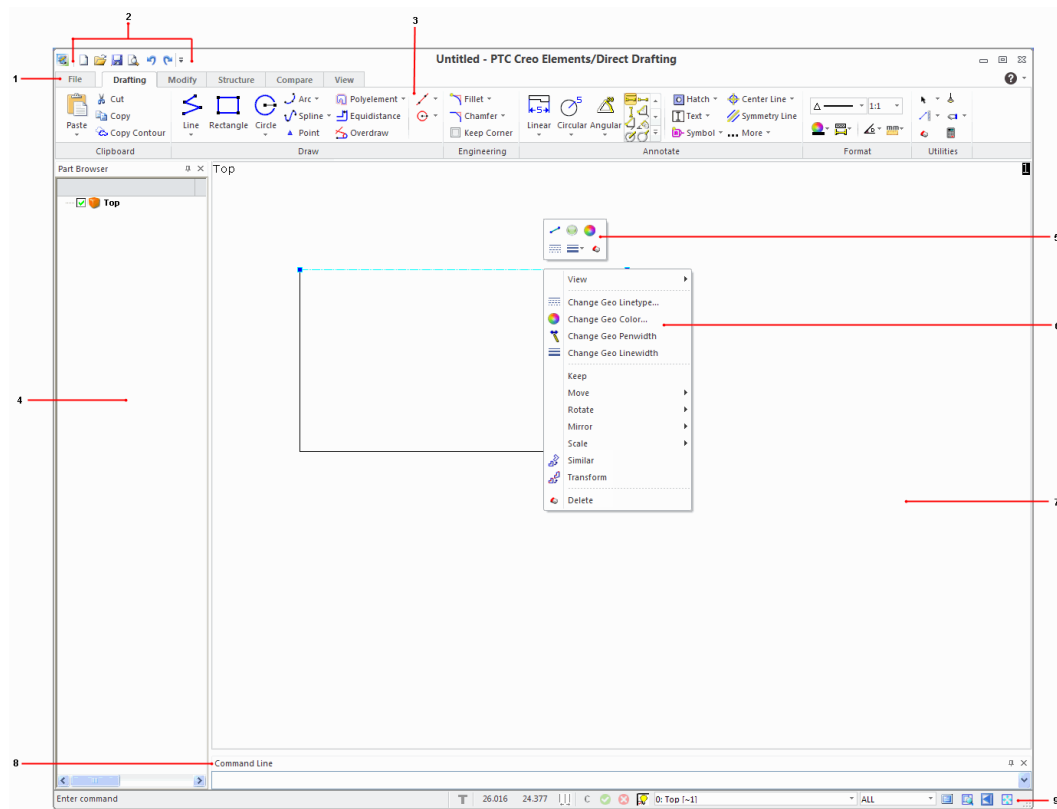 2
3
Untitled - PTC Creo Elements/Direct Drafting
1
File Drafting Modify Structure Compare View
Cut
Copy
Copy Contour
Paste
Line Rectangle Circle
Arc
Spline
Point
Polyelement
Equidistance
Overdraw
Fillet
Chamfer
Keep Corner
5
5
Linear Circular Angular
Hatch
Text
Symbol
Center Line
Symmetry Line
More
1:1
Clipboard Draw Engineering Annotate Format Utilities
Part Browser
Top
Top
1
5
View
Change Geo Linetype...
Change Geo Color...
6
Change Geo Penwidth
Change Geo Linewidth
Keep
Move
4
Rotate
Mirror
Scale
Similar
Transform
Delete
7
8
Command Line
Enter command
T 26.016 24.377 C 0: Top [~1] ALL
9